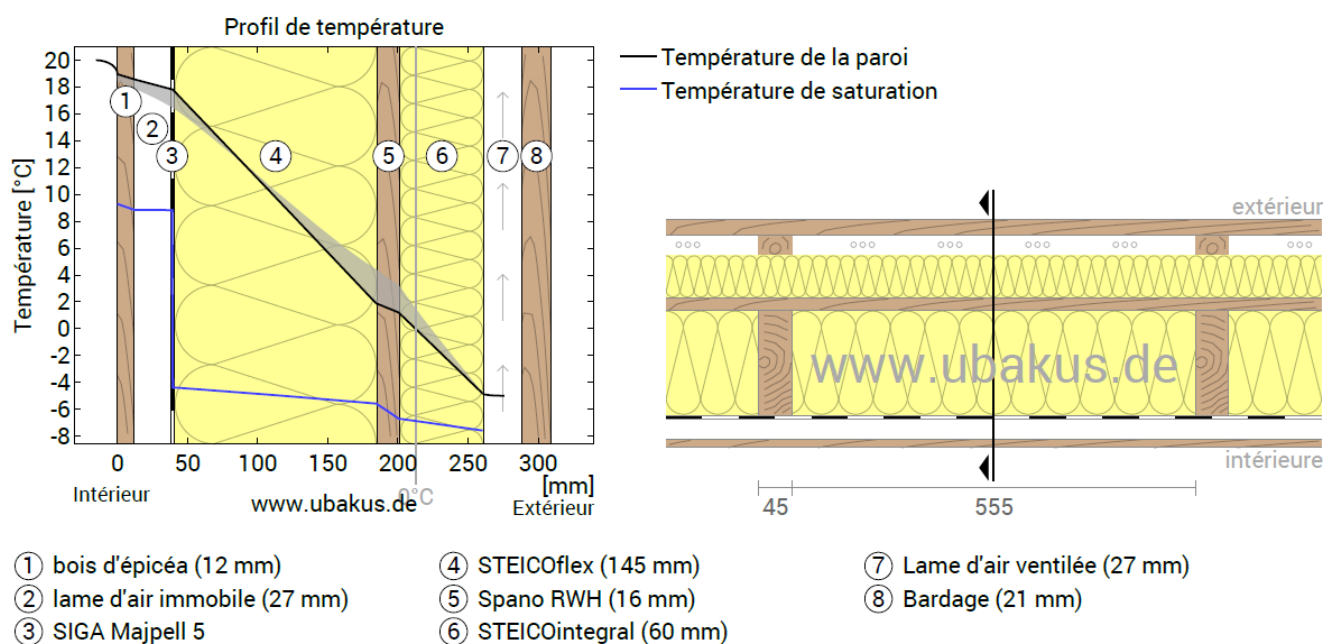 Profil de température
Température de la paroi
Température de saturation
Température [°C]
20
18
16
14
12
10
8
6
4
2
0
-2
-4
-6
-8
1
2
3
4
5
6
7
8
0 50 100 150 200 250 300
[mm]
0°C
Intérieur
www.ubakus.de
Extérieur
extérieur
www.ubakus.de
intérieure
45 555
1 bois d'épicéa (12 mm)
2 lame d'air immobile (27 mm)
3 SIGA Majpell 5
4 STEICOflex (145 mm)
5 Spano RWH (16 mm)
6 STEICOintegral (60 mm)
7 Lame d'air ventilée (27 mm)
8 Bardage (21 mm)